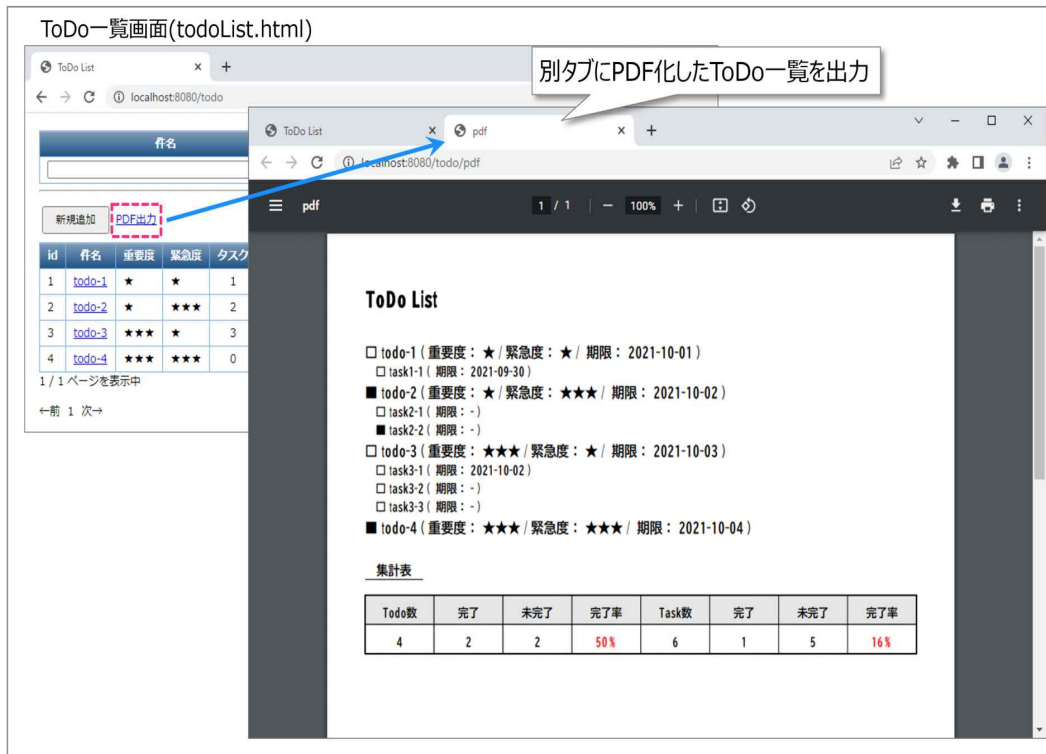 ToDo一覧画面(todoList.html)
別タブにPDF化したToDo一覧を出力
ToDo List × +
localhost:8080/todo
件名
新規追加 PDF出力
id 件名 重要度 緊急度 タスク
1 todo-1 ★ ★ 1
2 todo-2 ★ ★★★ 2
3 todo-3 ★★★ ★ 3
4 todo-4 ★★★ ★★★ 0
1 / 1 ページを表示中
←前 1 次→
ToDo List × pdf × +
localhost:8080/todo/pdf
pdf 1 / 1 | − 100% + |
ToDo List
□ todo-1 ( 重要度： ★ / 緊急度： ★ / 期限： 2021-10-01 )
□ task1-1 ( 期限： 2021-09-30 )
■ todo-2 ( 重要度： ★ / 緊急度： ★★★ / 期限： 2021-10-02 )
□ task2-1 ( 期限： - )
■ task2-2 ( 期限： - )
□ todo-3 ( 重要度： ★★★ / 緊急度： ★ / 期限： 2021-10-03 )
□ task3-1 ( 期限： 2021-10-02 )
□ task3-2 ( 期限： - )
□ task3-3 ( 期限： - )
■ todo-4 ( 重要度： ★★★ / 緊急度： ★★★ / 期限： 2021-10-04 )
集計表
Todo数 完了 未完了 完了率 Task数 完了 未完了 完了率
4 2 2 50% 6 1 5 16%